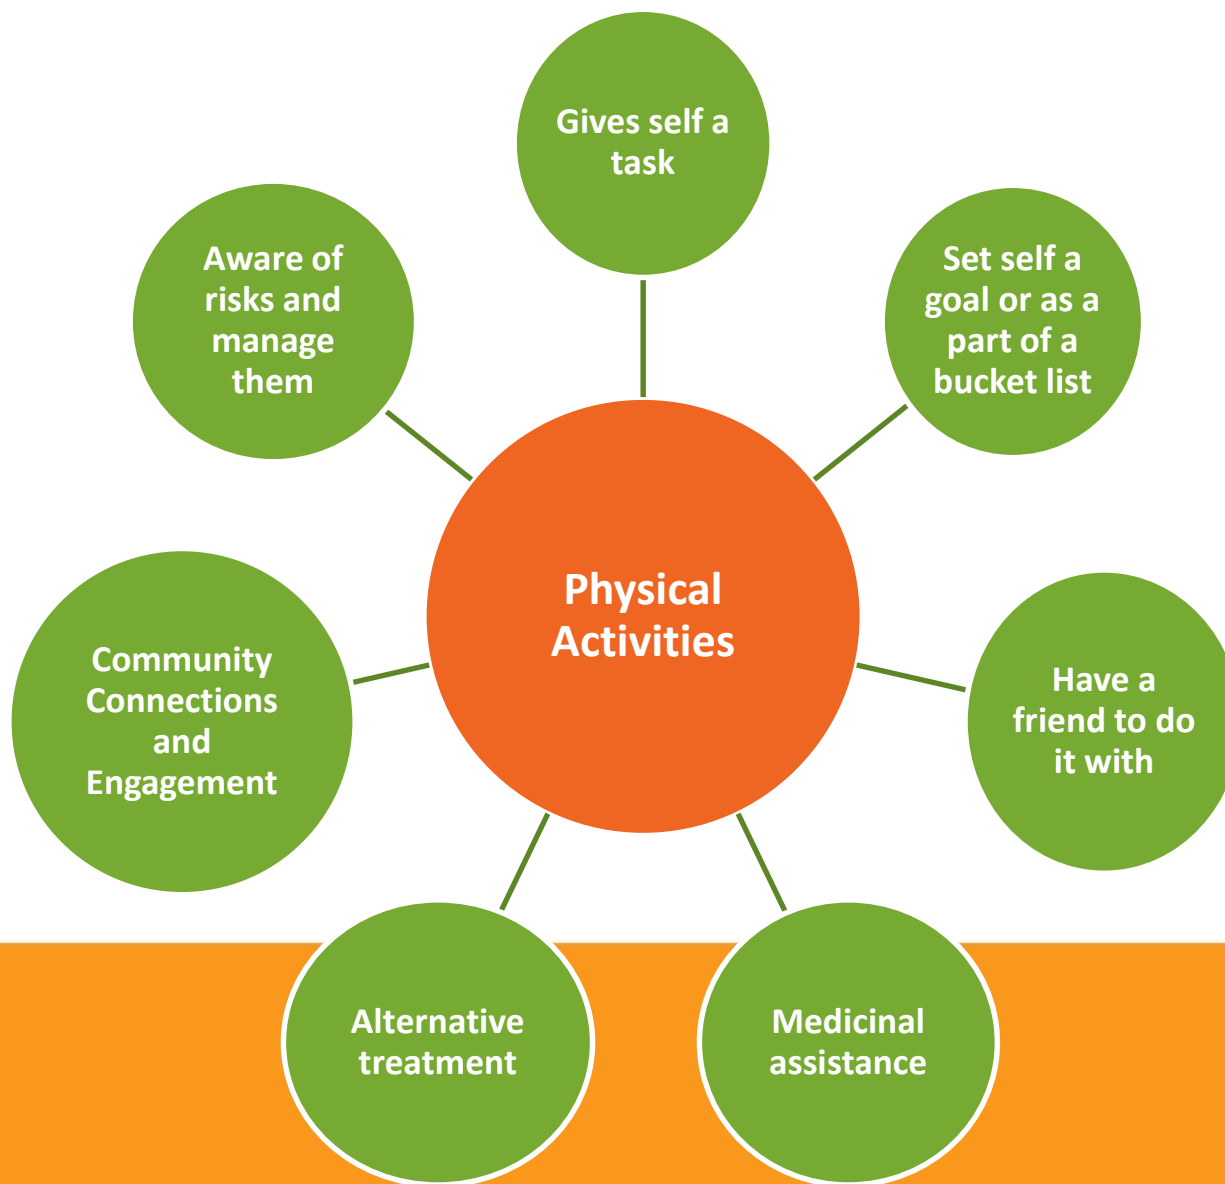 Gives self a
task
Set self a
goal or as a
part of a
bucket list
Have a
friend to do
it with
Medicinal
assistance
Alternative
treatment
Community
Connections
and
Engagement
Aware of
risks and
manage
them
Physical
Activities